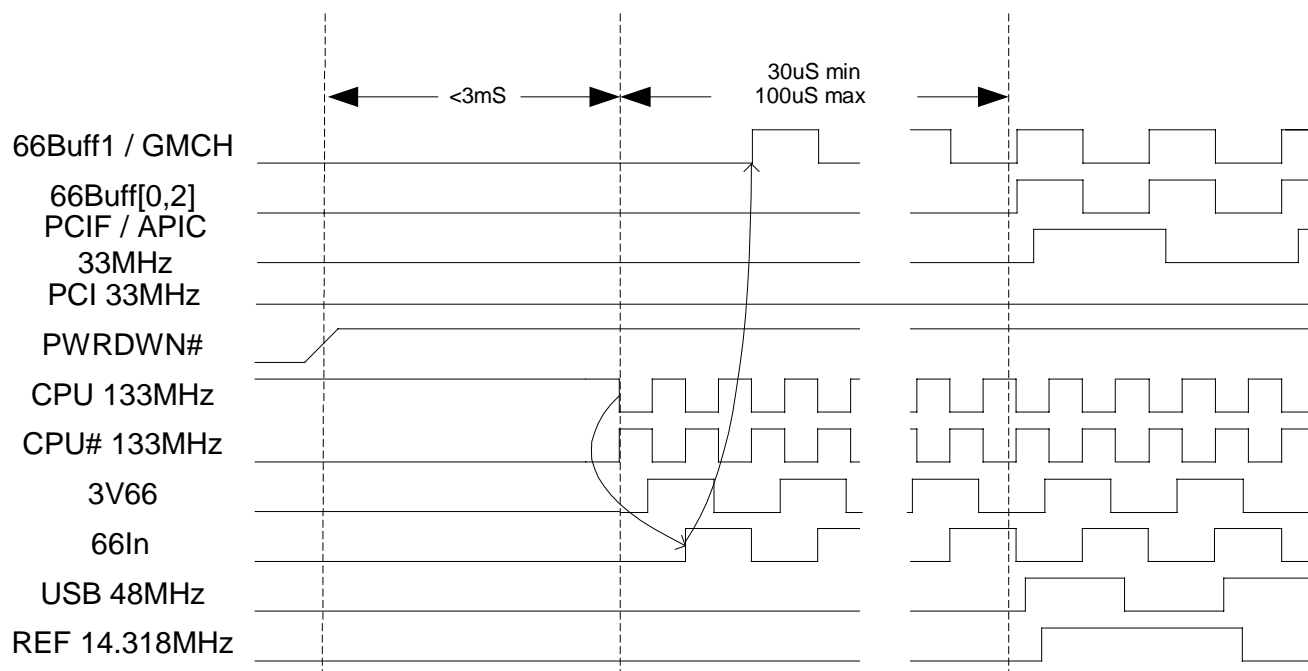 30uS min
<3mS
100uS max
66Buff1 / GMCH
66Buff[0,2]
PCIF / APIC
33MHz
PCI 33MHz
PWRDWN#
CPU 133MHz
CPU# 133MHz
3V66
66In
USB 48MHz
REF 14.318MHz